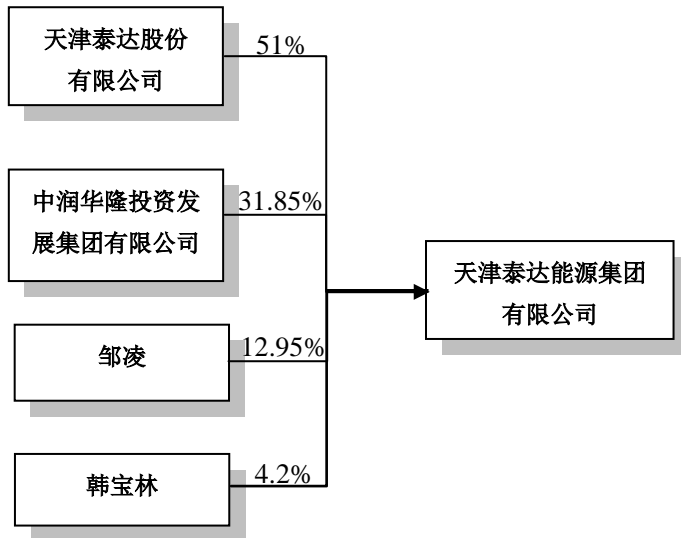 天津泰达股份
有限公司
51%
中润华隆投资发
展集团有限公司
31.85%
天津泰达能源集团
有限公司
邹凌
12.95%
韩宝林
4.2%